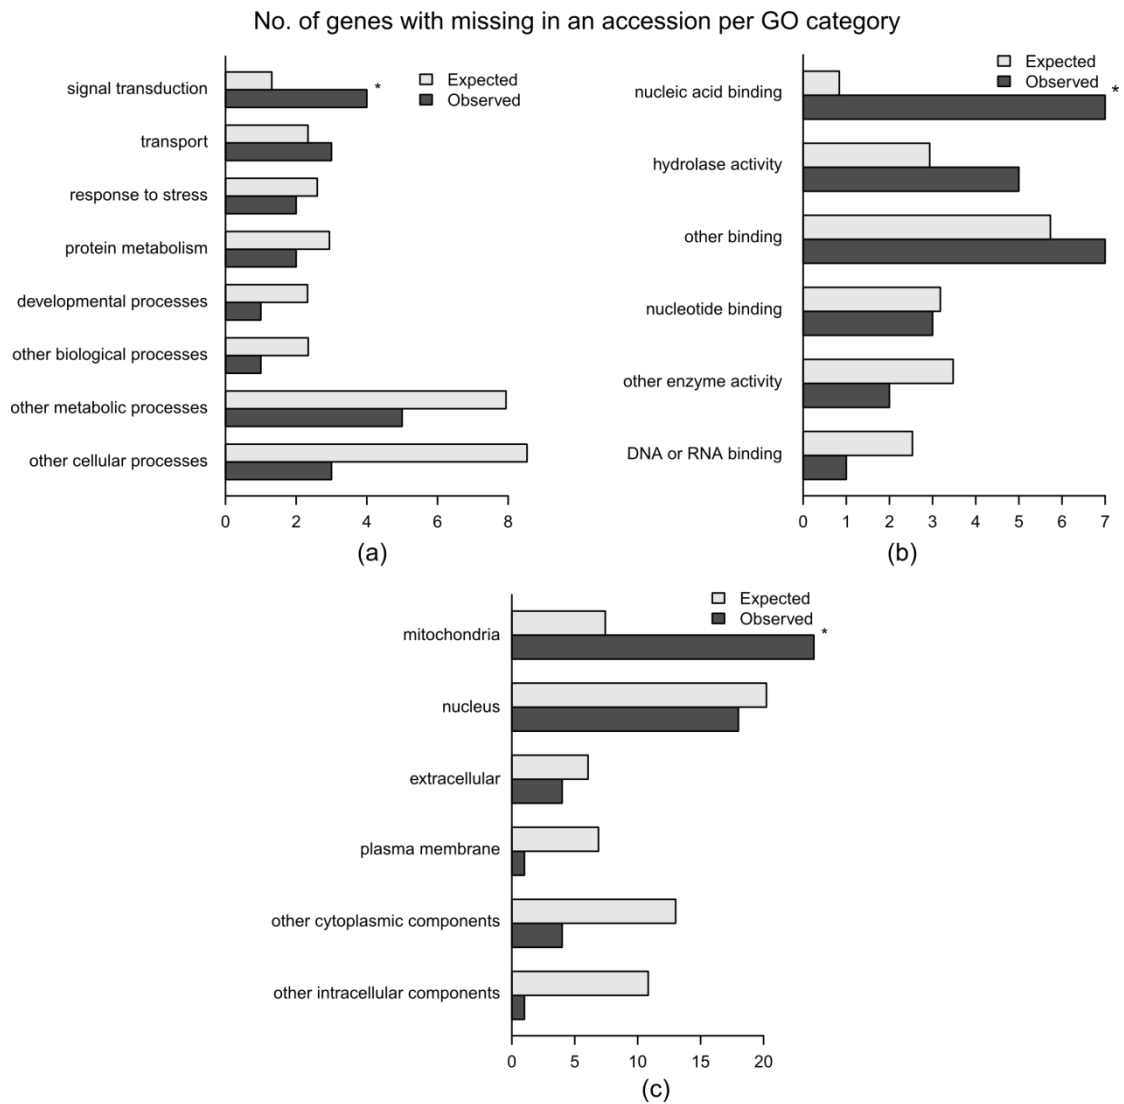 No. of genes with missing in an accession per GO category
Expected
Observed
signal transduction
*
transport
response to stress
protein metabolism
developmental processes
other biological processes
other metabolic processes
other cellular processes
0 2 4 6 8
(a)
Expected
Observed
nucleic acid binding
*
hydrolase activity
other binding
nucleotide binding
other enzyme activity
DNA or RNA binding
0 1 2 3 4 5 6 7
(b)
Expected
Observed
mitochondria
*
nucleus
extracellular
plasma membrane
other cytoplasmic components
other intracellular components
0 5 10 15 20
(c)